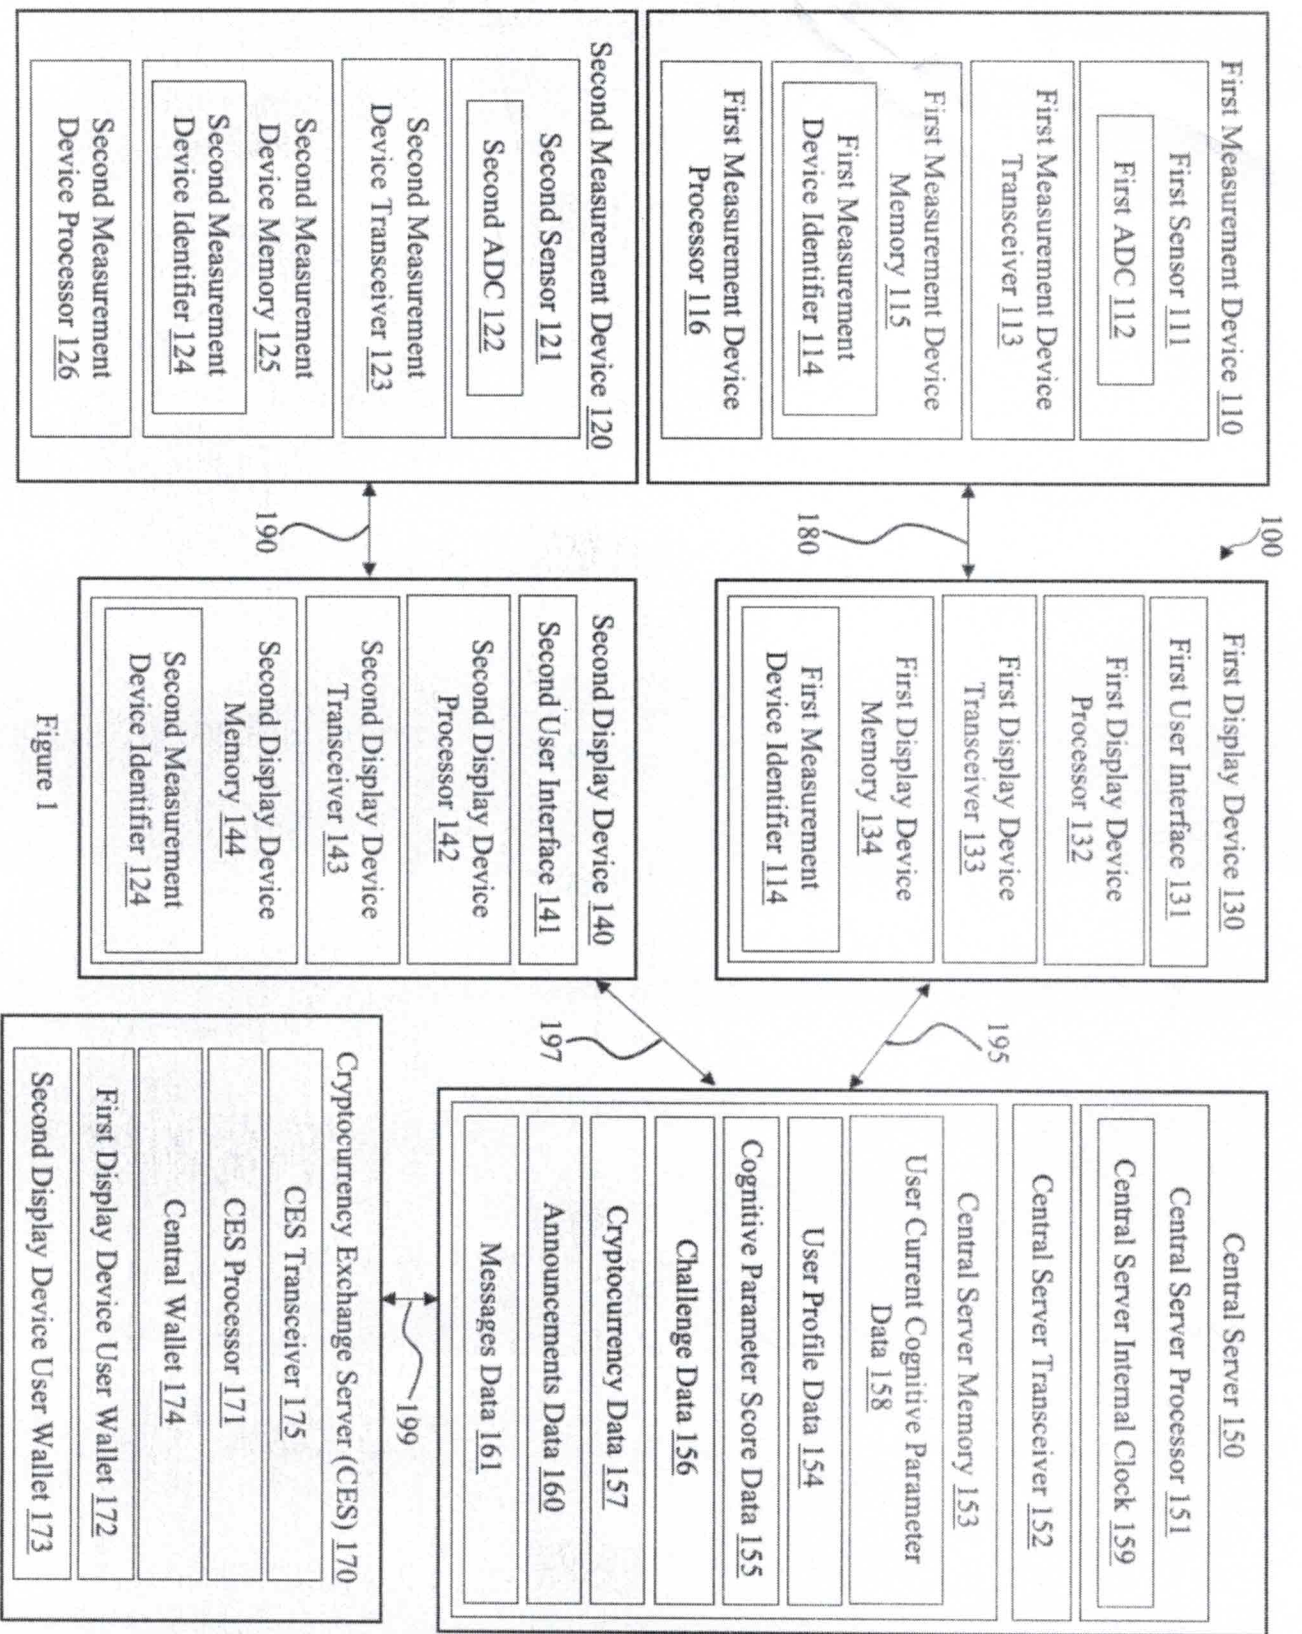 100
First Measurement Device 110
First Sensor 111
First ADC 112
First Measurement Device
Transceiver 113
First Measurement Device
Memory 115
First Measurement
Device Identifier 114
First Measurement Device
Processor 116
Second Measurement Device 120
Second Sensor 121
Second ADC 122
Second Measurement
Device Transceiver 123
Second Measurement
Device Memory 125
Second Measurement
Device Identifier 124
Second Measurement
Device Processor 126
180
190
First Display Device 130
First User Interface 131
First Display Device
Processor 132
First Display Device
Transceiver 133
First Display Device
Memory 134
First Measurement
Device Identifier 114
Second Display Device 140
Second User Interface 141
Second Display Device
Processor 142
Second Display Device
Transceiver 143
Second Display Device
Memory 144
Second Measurement
Device Identifier 124
195
197
Central Server 150
Central Server Processor 151
Central Server Internal Clock 159
Central Server Transceiver 152
Central Server Memory 153
User Current Cognitive Parameter
Data 158
User Profile Data 154
Cognitive Parameter Score Data 155
Challenge Data 156
Cryptocurrency Data 157
Announcements Data 160
Messages Data 161
199
Cryptocurrency Exchange Server (CES) 170
CES Transceiver 175
CES Processor 171
Central Wallet 174
First Display Device User Wallet 172
Second Display Device User Wallet 173
Figure 1